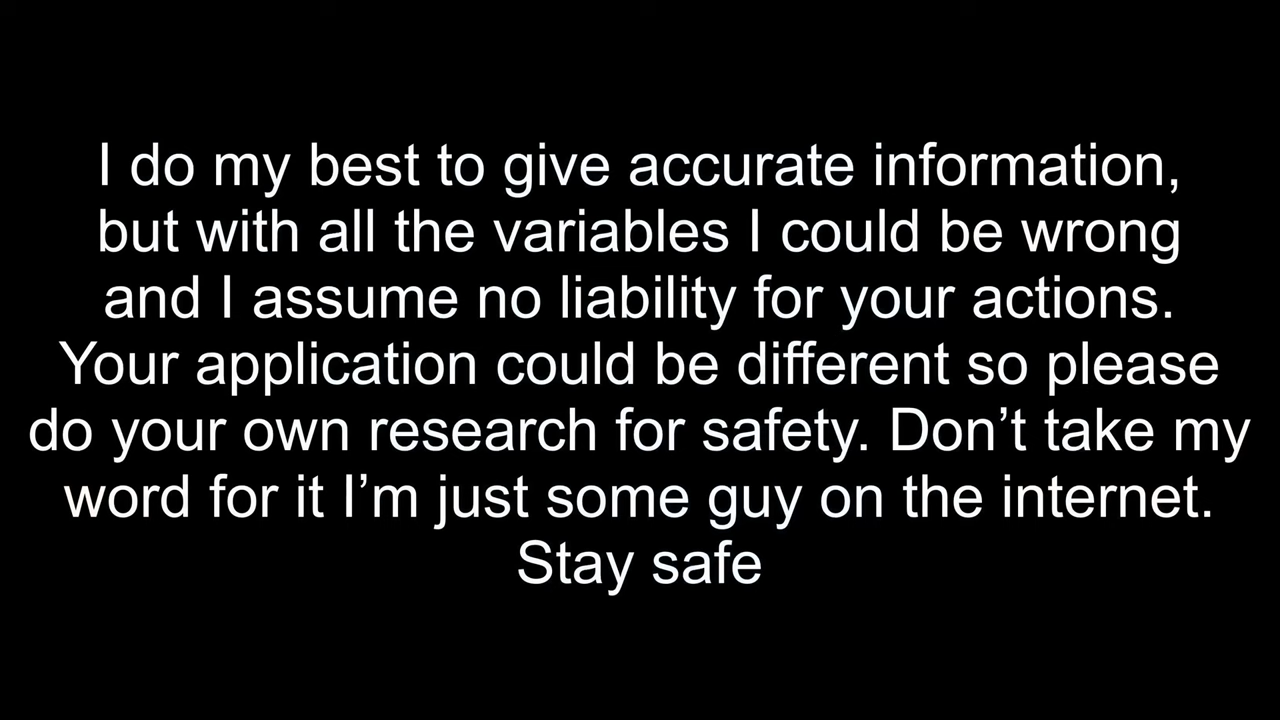 I do my best to give accurate information,
but with all the variables I could be wrong
and I assume no liability for your actions.
Your application could be different so please
do your own research for safety. Don’t take my
word for it I’m just some guy on the internet.
Stay safe